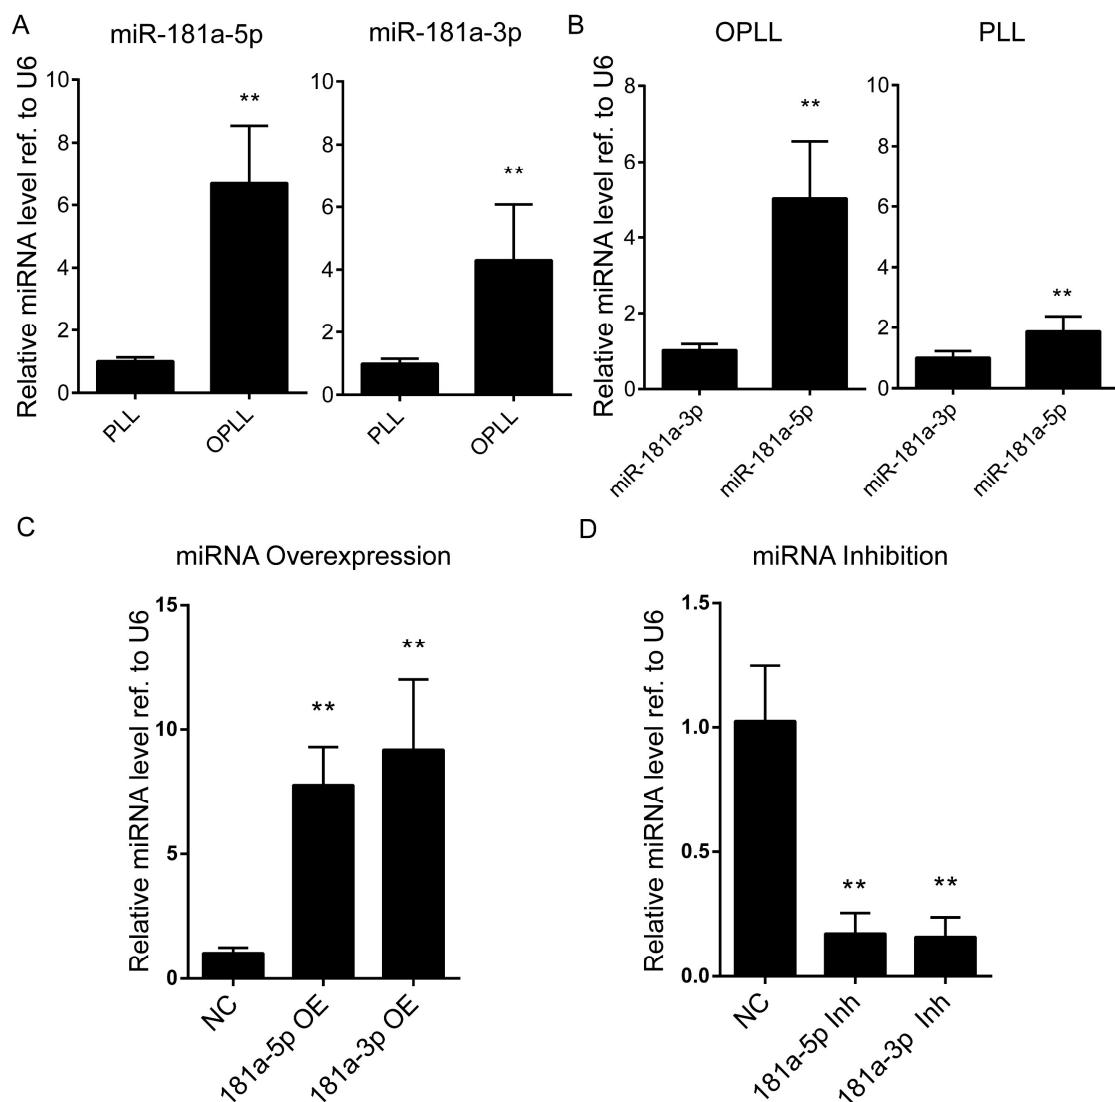 A
miR-181a-5p
miR-181a-3p
Relative miRNA level ref. to U6
10
8
6
4
2
0
**
PLL
OPLL
10
8
6
4
2
0
**
PLL
OPLL
B
OPLL
PLL
Relative miRNA level ref. to U6
8
6
4
2
0
**
miR-181a-3p
miR-181a-5p
10
8
6
4
2
0
**
miR-181a-3p
miR-181a-5p
C
miRNA Overexpression
Relative miRNA level ref. to U6
15
10
5
0
**
**
NC
181a-5p OE
181a-3p OE
D
miRNA Inhibition
Relative miRNA level ref. to U6
1.5
1.0
0.5
0.0
**
**
NC
181a-5p Inh
181a-3p Inh